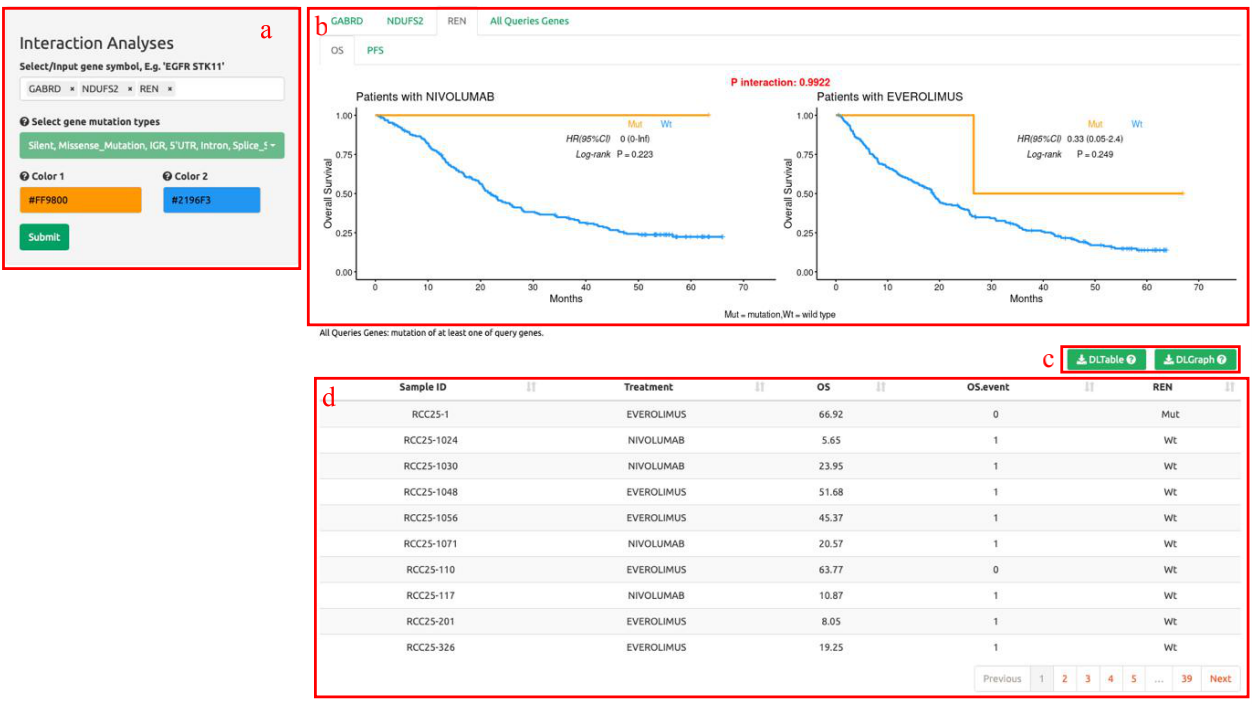 a
Interaction Analyses
Select/Input gene symbol, E.g. 'EGFR STK11'
GABRD × NDUFS2 × REN ×
Select gene mutation types
Silent, Missense_Mutation, IGR, 5'UTR, Intron, Splice_S
Color 1 Color 2
#FF9800 #2196F3
Submit
b
GABRD NDUFS2 REN All Queries Genes
OS PFS
P interaction: 0.9922
Patients with NIVOLUMAB
Mut Wt
HR(95%CI) 0 (0-Inf)
Log-rank P = 0.223
Overall Survival
1.00
0.75
0.50
0.25
0.00
0 10 20 30 40 50 60 70
Months
Patients with EVEROLIMUS
Mut Wt
HR(95%CI) 0.33 (0.05-2.4)
Log-rank P = 0.249
Overall Survival
1.00
0.75
0.50
0.25
0.00
0 10 20 30 40 50 60 70
Months
Mut = mutation,Wt = wild type
All Queries Genes: mutation of at least one of query genes.
c
DLTable DLGraph
d
Sample ID Treatment OS OS.event REN
RCC25-1 EVEROLIMUS 66.92 0 Mut
RCC25-1024 NIVOLUMAB 5.65 1 Wt
RCC25-1030 NIVOLUMAB 23.95 1 Wt
RCC25-1048 EVEROLIMUS 51.68 1 Wt
RCC25-1056 EVEROLIMUS 45.37 1 Wt
RCC25-1071 NIVOLUMAB 20.57 1 Wt
RCC25-110 EVEROLIMUS 63.77 0 Wt
RCC25-117 NIVOLUMAB 10.87 1 Wt
RCC25-201 EVEROLIMUS 8.05 1 Wt
RCC25-326 EVEROLIMUS 19.25 1 Wt
Previous 1 2 3 4 5 ... 39 Next